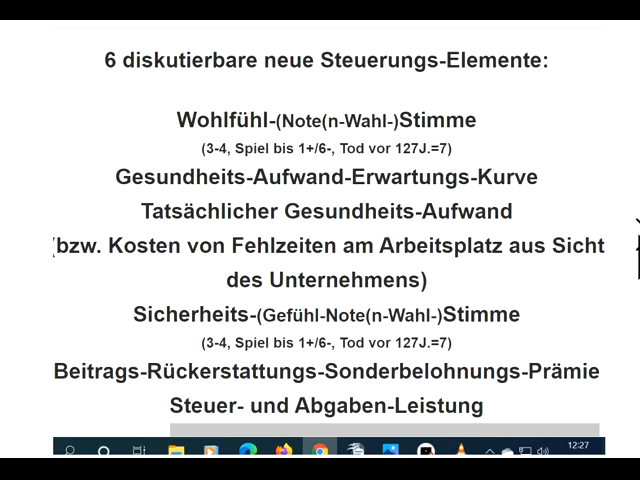 6 diskutierbare neue Steuerungs-Elemente:
Wohlfühl-(Note(n-Wahl-)Stimme
(3-4, Spiel bis 1+/6-, Tod vor 127J.=7)
Gesundheits-Aufwand-Erwartungs-Kurve
Tatsächlicher Gesundheits-Aufwand
(bzw. Kosten von Fehlzeiten am Arbeitsplatz aus Sicht
des Unternehmens)
Sicherheits-(Gefühl-Note(n-Wahl-)Stimme
(3-4, Spiel bis 1+/6-, Tod vor 127J.=7)
Beitrags-Rückerstattungs-Sonderbelohnungs-Prämie
Steuer- und Abgaben-Leistung
12:27